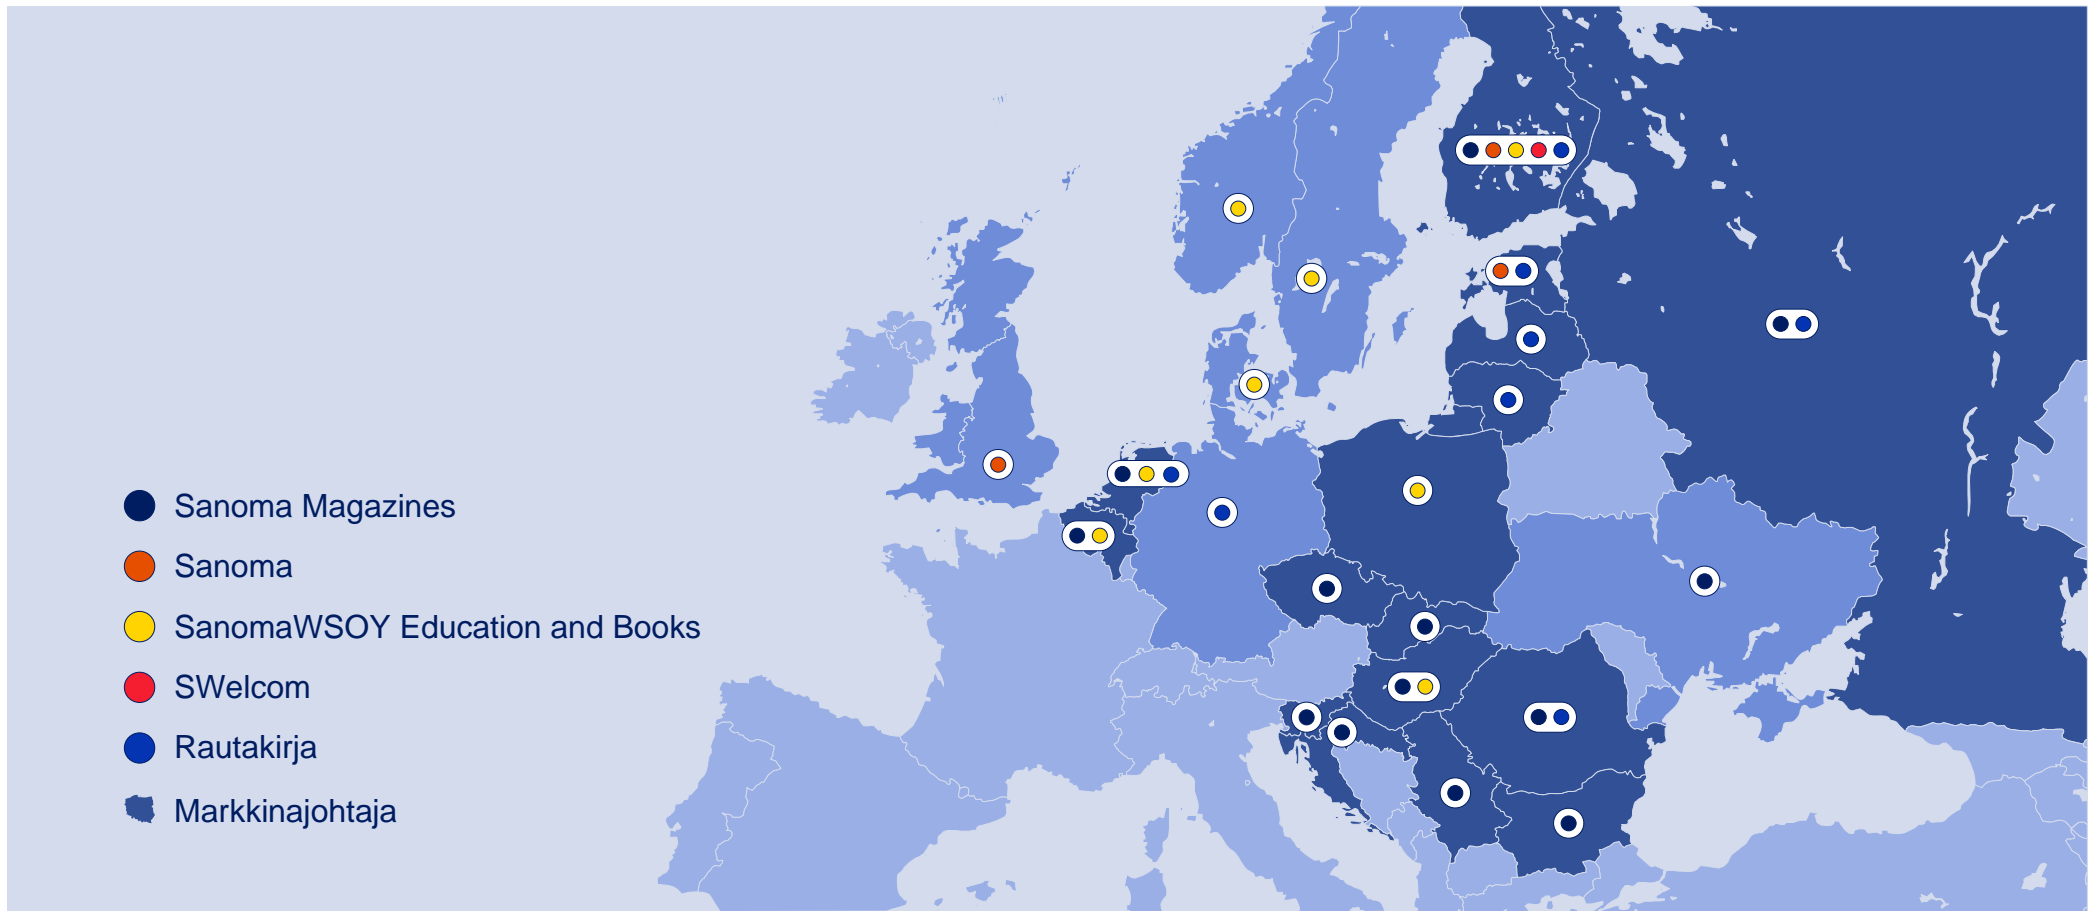 Sanoma Magazines
Sanoma
SanomaWSOY Education and Books
SWelcom
Rautakirja
Markkinajohtaja